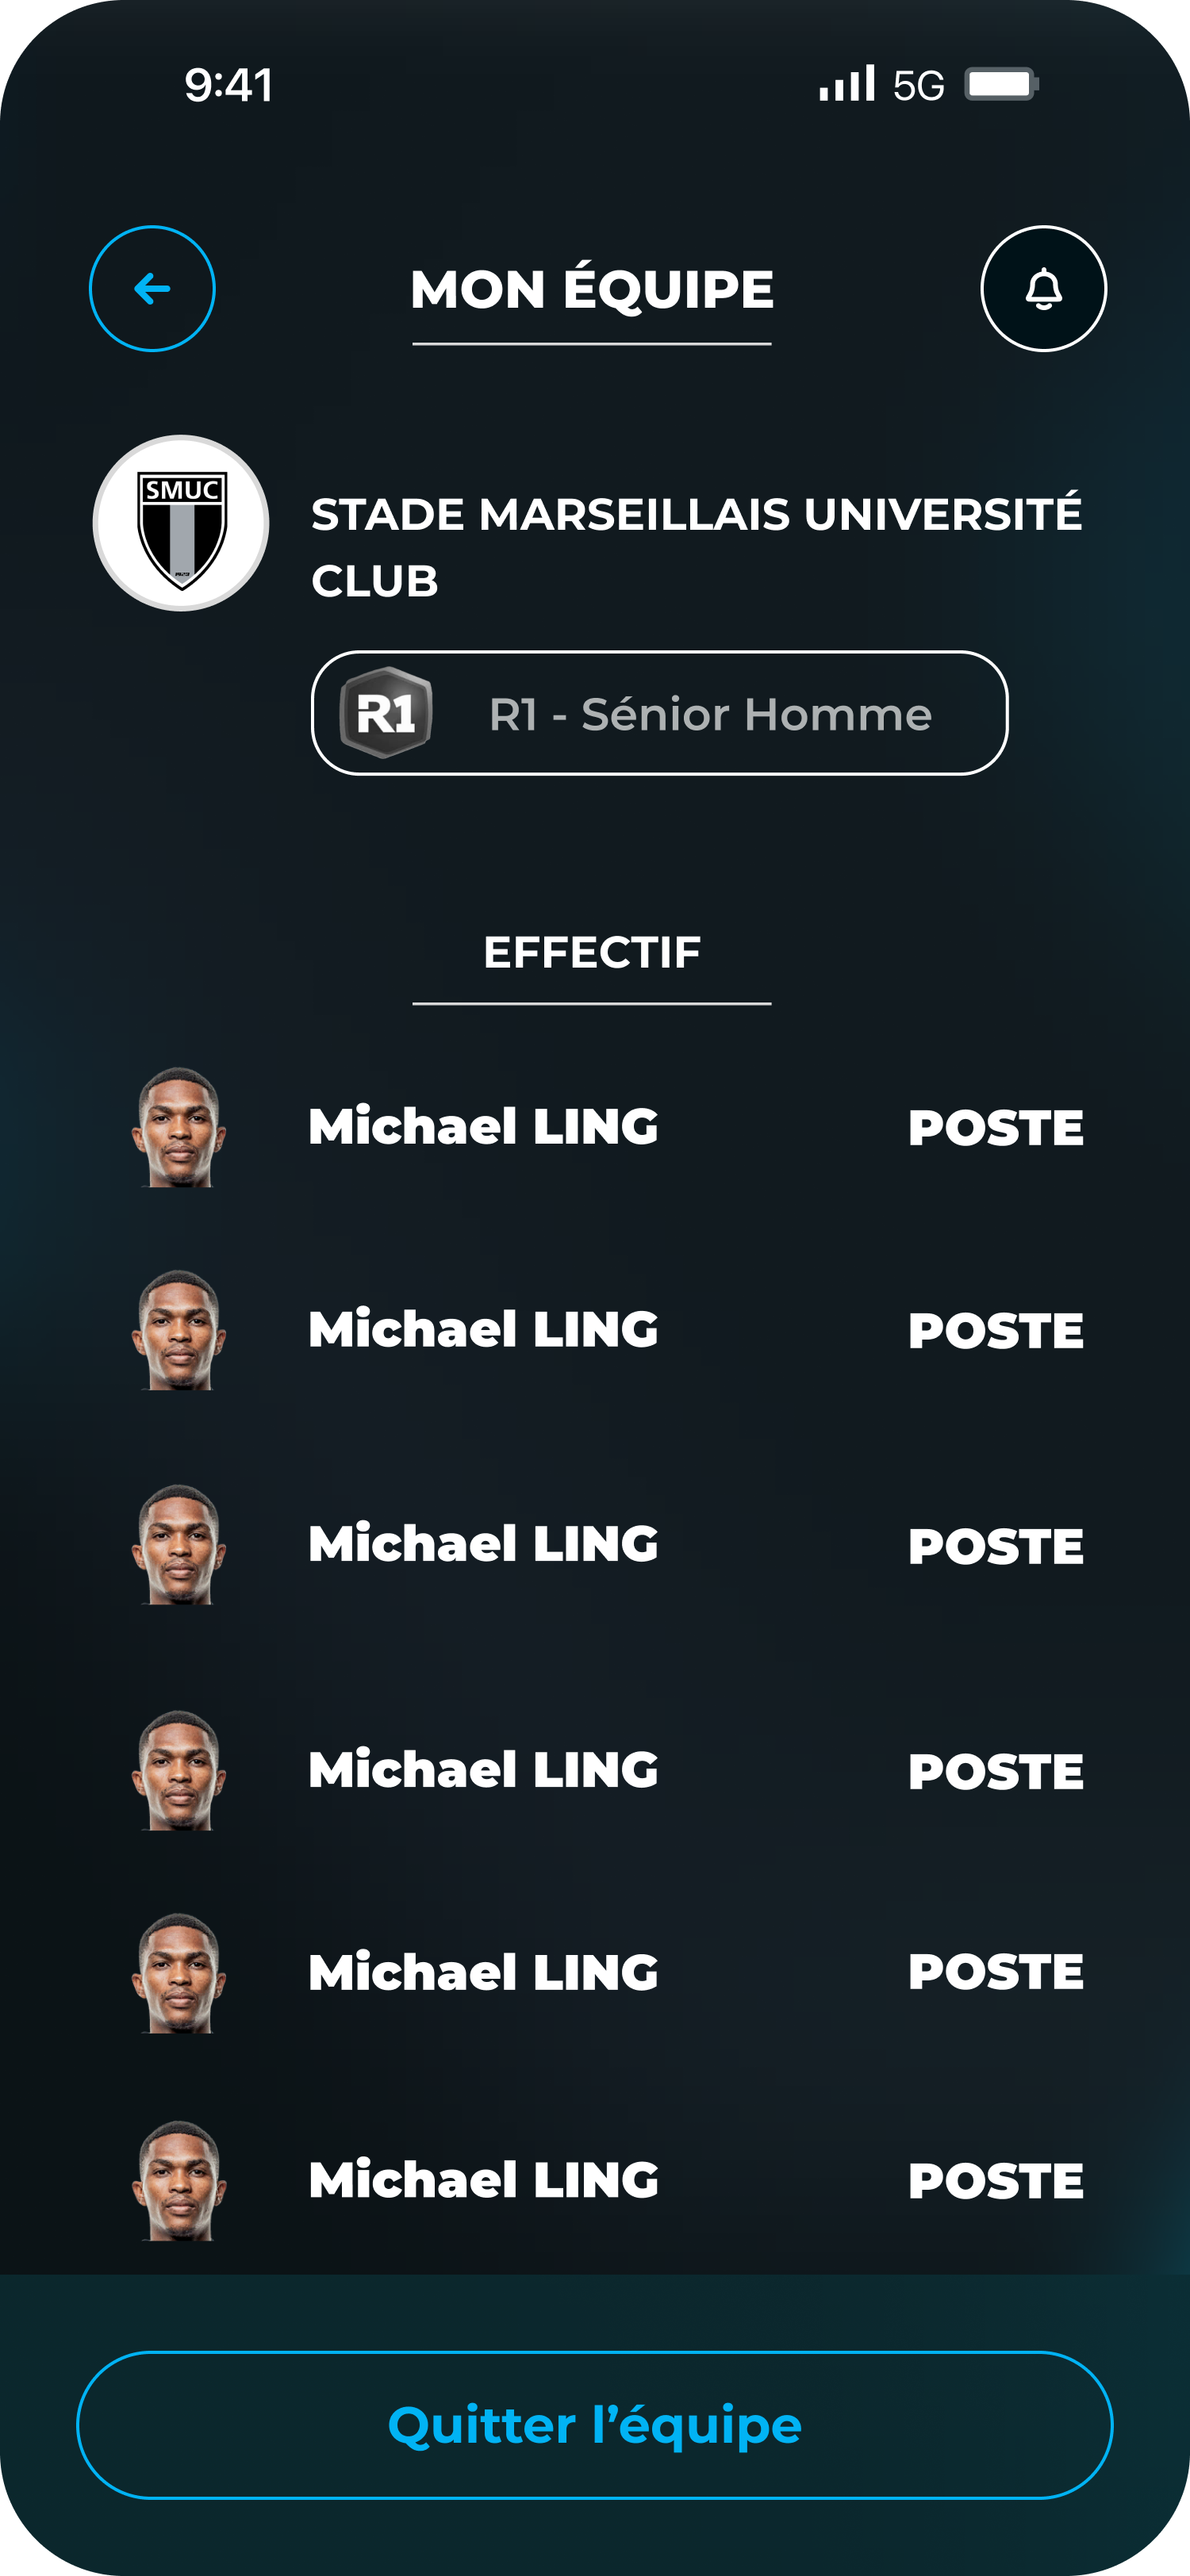 9:41 5G
MON ÉQUIPE
SMUC
STADE MARSEILLAIS UNIVERSITÉ
CLUB
R1 R1 - Sénior Homme
EFFECTIF
Michael LING POSTE
Michael LING POSTE
Michael LING POSTE
Michael LING POSTE
Michael LING POSTE
Michael LING POSTE
Quitter l’équipe